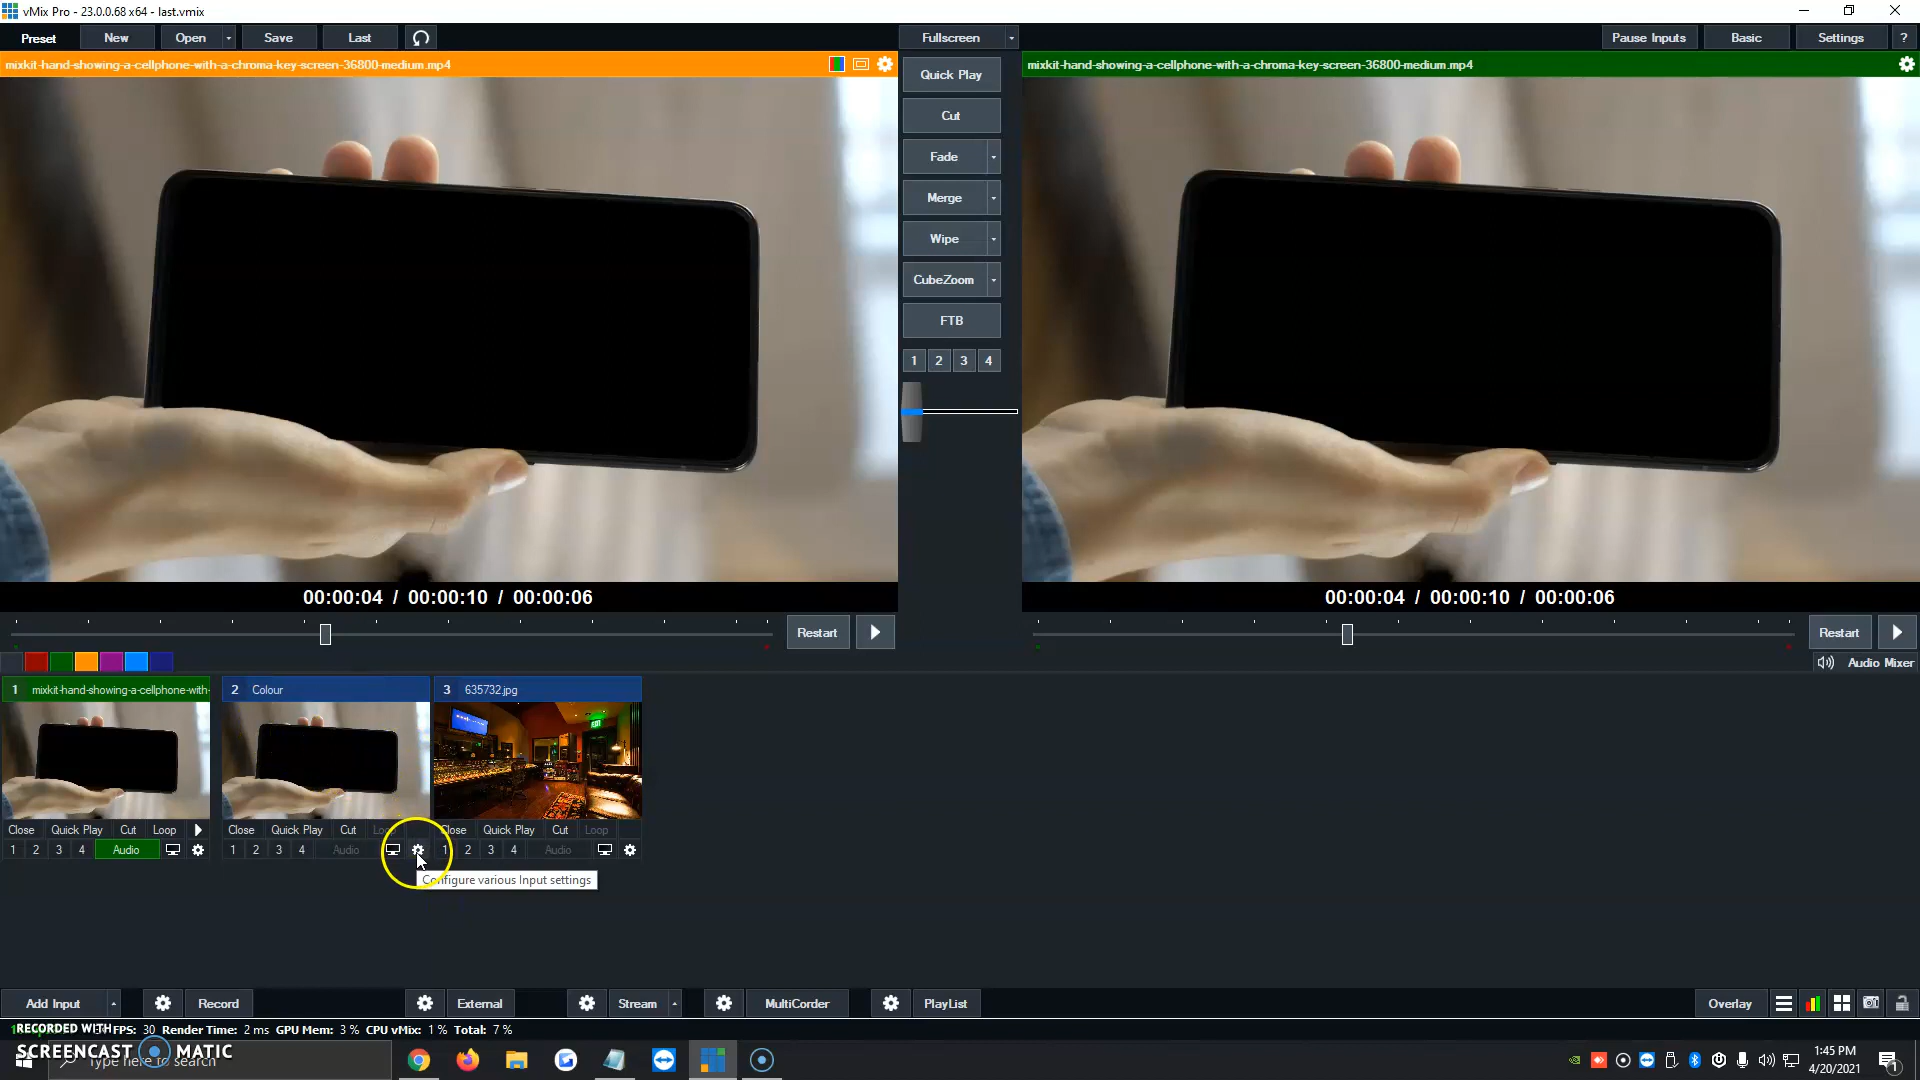 vMix Pro - 23.0.0.68 x64 - last.vmix
Preset New Open Save Last Fullscreen Pause Inputs Basic Settings ?
mixkit-hand-showing-a-cellphone-with-a-chroma-key-screen-36800-medium.mp4
mixkit-hand-showing-a-cellphone-with-a-chroma-key-screen-36800-medium.mp4
Quick Play
Cut
Fade
Merge
Wipe
CubeZoom
FTB
1 2 3 4
00:00:04 / 00:00:10 / 00:00:06
00:00:04 / 00:00:10 / 00:00:06
Restart
Restart
Audio Mixer
1 mixkit-hand-showing-a-cellphone-with-
2 Colour
3 635732.jpg
EXIT
Close Quick Play Cut Loop
Close Quick Play Cut
Close Quick Play Cut Loop
1 2 3 4 Audio
1 2 3 4 Audio
1 2 3 4 Audio
Configure various Input settings
Add Input Record External Stream MultiCorder PlayList Overlay
FPS: 30 Render Time: 2 ms GPU Mem: 3 % CPU vMix: 1 % Total: 7 %
RECORDED WITH
SCREENCAST MATIC
Type here to search
1:45 PM
4/20/2021
1